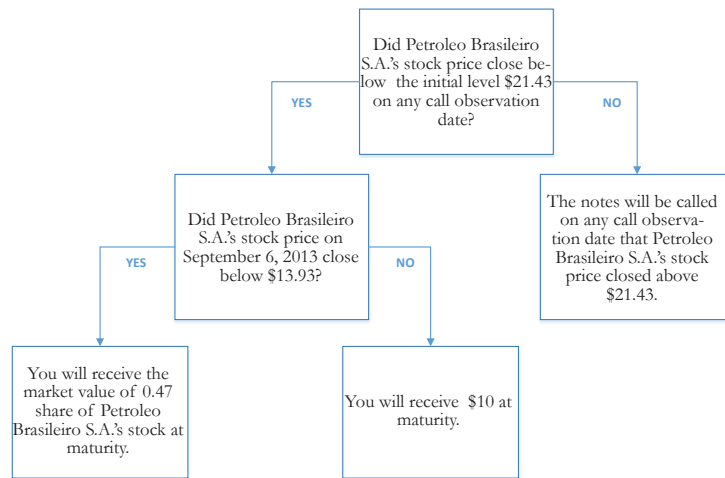 Did Petroleo Brasileiro
S.A.'s stock price close be-
low the initial level $21.43
on any call observation
date?
YES
NO
Did Petroleo Brasileiro
S.A.'s stock price on
September 6, 2013 close
below $13.93?
The notes will be called
on any call observa-
tion date that Petroleo
Brasileiro S.A.'s stock
price closed above
$21.43.
YES
NO
You will receive the
market value of 0.47
share of Petroleo
Brasileiro S.A.'s stock at
maturity.
You will receive $10 at
maturity.